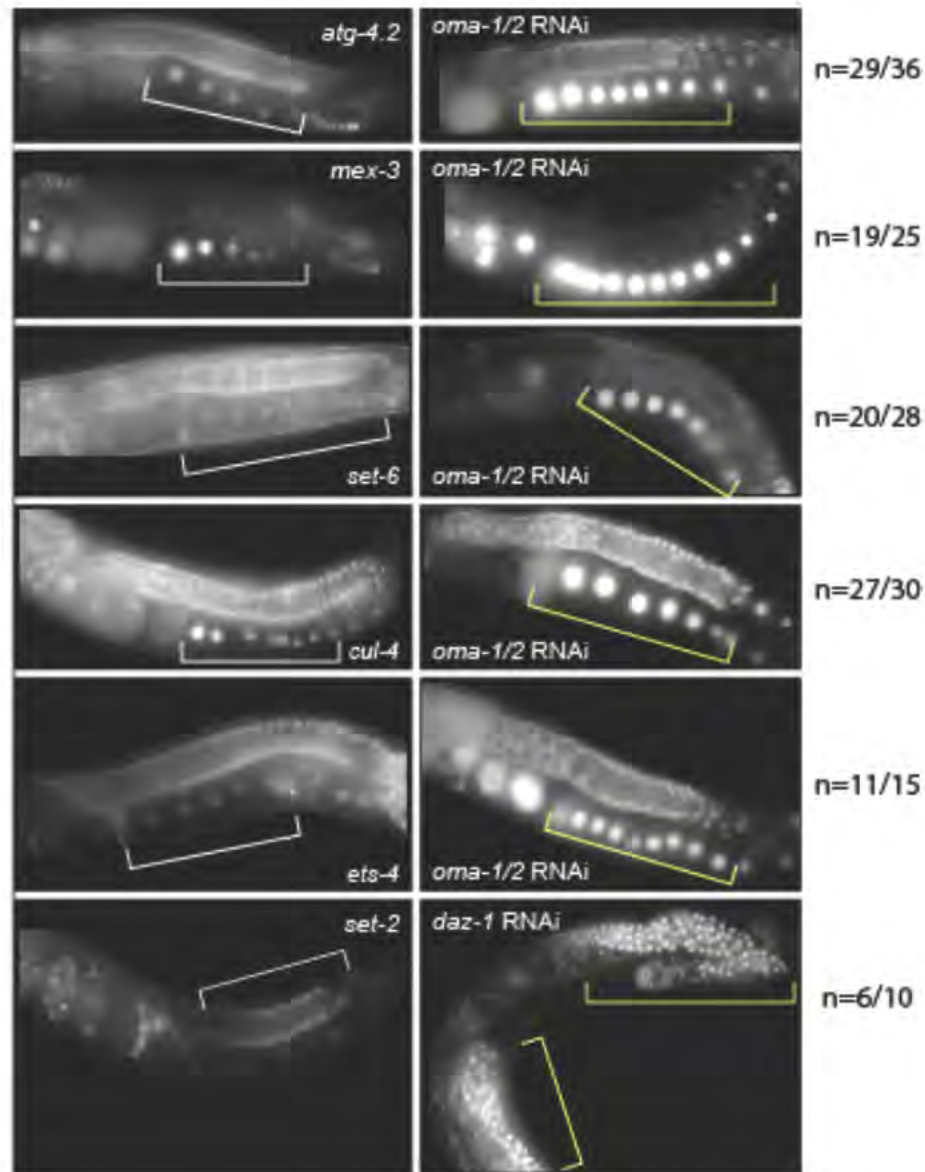 atg-4.2
oma-1/2 RNAi
n=29/36
mex-3
oma-1/2 RNAi
n=19/25
set-6
oma-1/2 RNAi
n=20/28
cul-4
oma-1/2 RNAi
n=27/30
ets-4
oma-1/2 RNAi
n=11/15
set-2
daz-1 RNAi
n=6/10